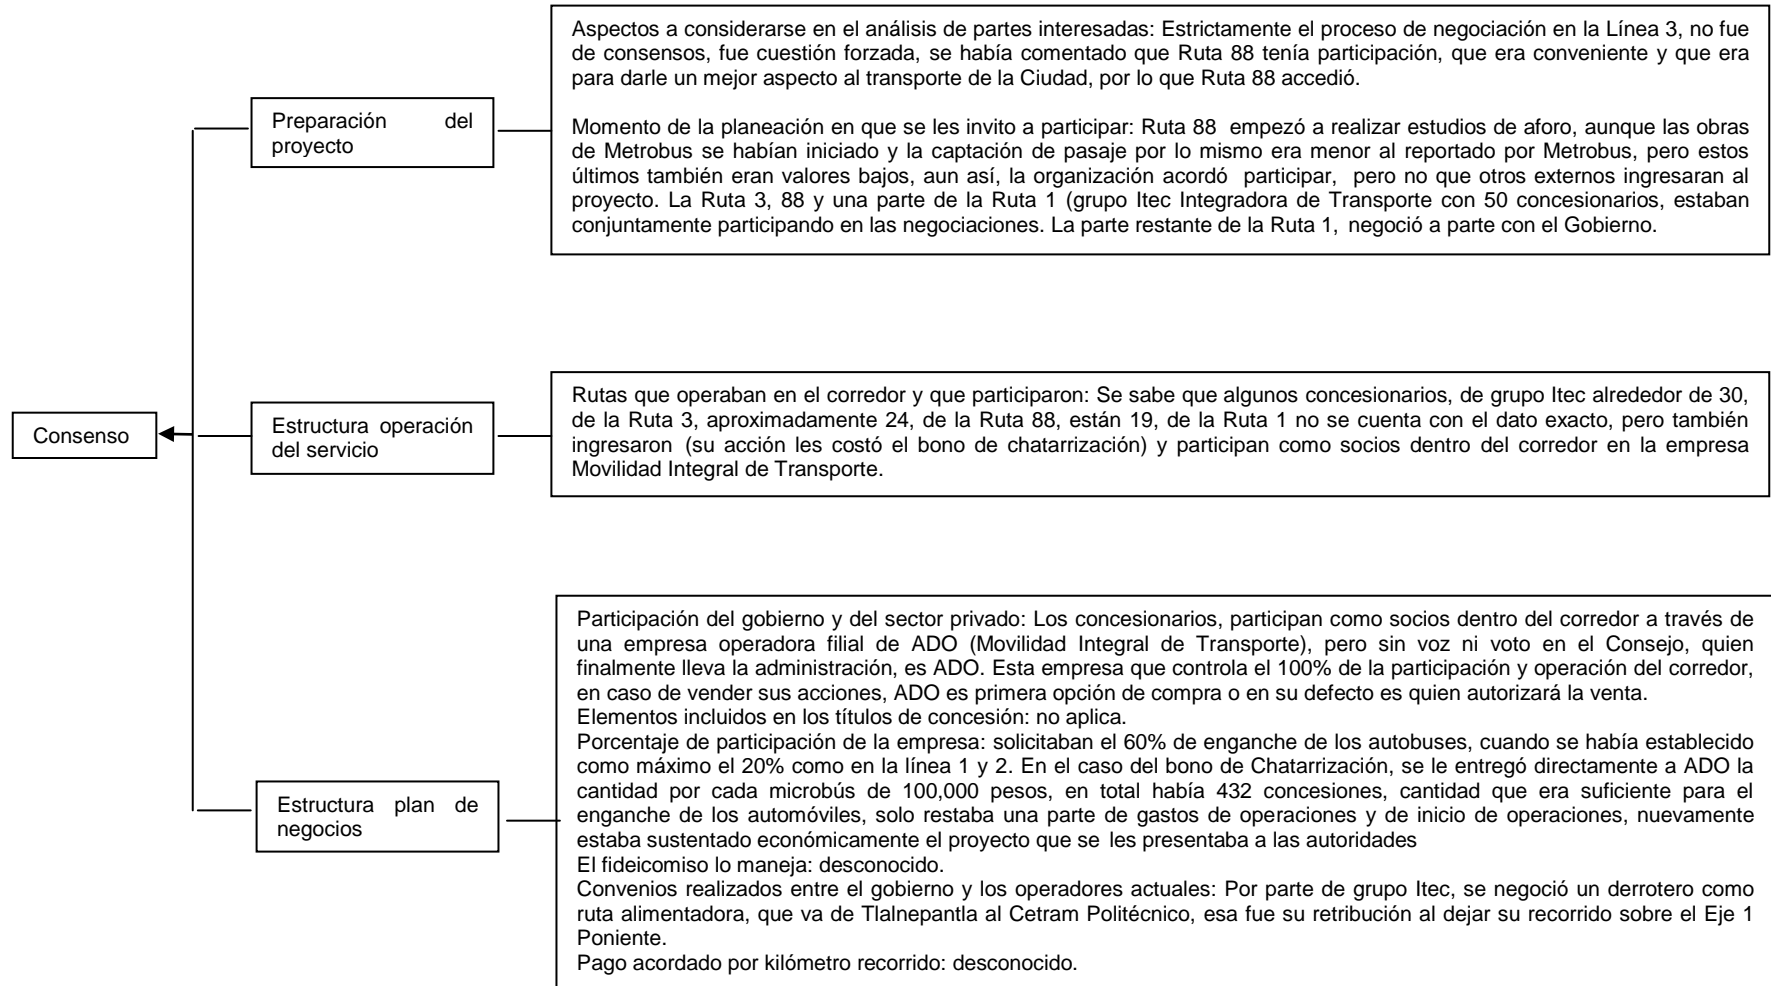 Aspectos a considerarse en el análisis de partes interesadas: Estrictamente el proceso de negociación en la Línea 3, no fue
de consensos, fue cuestión forzada, se había comentado que Ruta 88 tenía participación, que era conveniente y que era
para darle un mejor aspecto al transporte de la Ciudad, por lo que Ruta 88 accedió.
Preparación del
proyecto
Momento de la planeación en que se les invito a participar: Ruta 88 empezó a realizar estudios de aforo, aunque las obras
de Metrobus se habían iniciado y la captación de pasaje por lo mismo era menor al reportado por Metrobus, pero estos
últimos también eran valores bajos, aun así, la organización acordó participar, pero no que otros externos ingresaran al
proyecto. La Ruta 3, 88 y una parte de la Ruta 1 (grupo Itec Integradora de Transporte con 50 concesionarios, estaban
conjuntamente participando en las negociaciones. La parte restante de la Ruta 1, negoció a parte con el Gobierno.
Consenso
Estructura operación
del servicio
Rutas que operaban en el corredor y que participaron: Se sabe que algunos concesionarios, de grupo Itec alrededor de 30,
de la Ruta 3, aproximadamente 24, de la Ruta 88, están 19, de la Ruta 1 no se cuenta con el dato exacto, pero también
ingresaron (su acción les costó el bono de chatarrización) y participan como socios dentro del corredor en la empresa
Movilidad Integral de Transporte.
Estructura plan de
negocios
Participación del gobierno y del sector privado: Los concesionarios, participan como socios dentro del corredor a través de
una empresa operadora filial de ADO (Movilidad Integral de Transporte), pero sin voz ni voto en el Consejo, quien
finalmente lleva la administración, es ADO. Esta empresa que controla el 100% de la participación y operación del corredor,
en caso de vender sus acciones, ADO es primera opción de compra o en su defecto es quien autorizará la venta.
Elementos incluidos en los títulos de concesión: no aplica.
Porcentaje de participación de la empresa: solicitaban el 60% de enganche de los autobuses, cuando se había establecido
como máximo el 20% como en la línea 1 y 2. En el caso del bono de Chatarrización, se le entregó directamente a ADO la
cantidad por cada microbús de 100,000 pesos, en total había 432 concesiones, cantidad que era suficiente para el
enganche de los automóviles, solo restaba una parte de gastos de operaciones y de inicio de operaciones, nuevamente
estaba sustentado económicamente el proyecto que se les presentaba a las autoridades
El fideicomiso lo maneja: desconocido.
Convenios realizados entre el gobierno y los operadores actuales: Por parte de grupo Itec, se negoció un derrotero como
ruta alimentadora, que va de Tlalnepantla al Cetram Politécnico, esa fue su retribución al dejar su recorrido sobre el Eje 1
Poniente.
Pago acordado por kilómetro recorrido: desconocido.